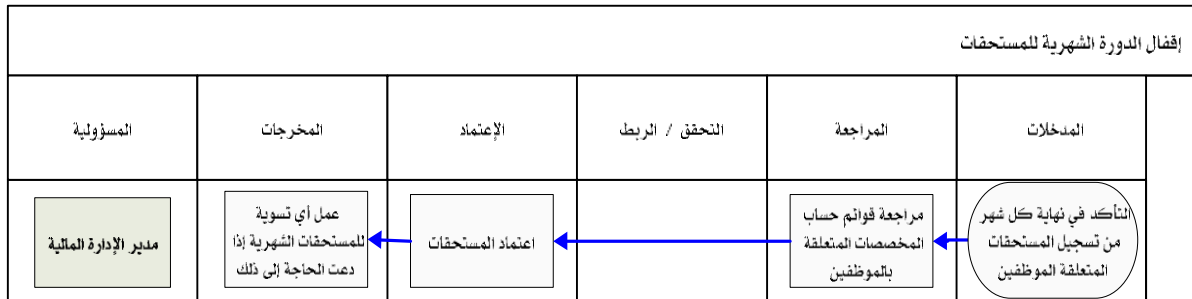 إقفال الدورة الشهرية للمستحقات
المدخلات
المراجعة
التحقق / الربط
الإعتماد
المخرجات
المسؤولية
التأكد في نهاية كل شهر
من تسجيل المستحقات
المتعلقة الموظفين
مراجعة قوائم حساب
المخصصات المتعلقة
بالموظفين
اعتماد المستحقات
عمل أي تسوية
للمستحقات الشهرية إذا
دعت الحاجة إلى ذلك
مدير الإدارة المالية